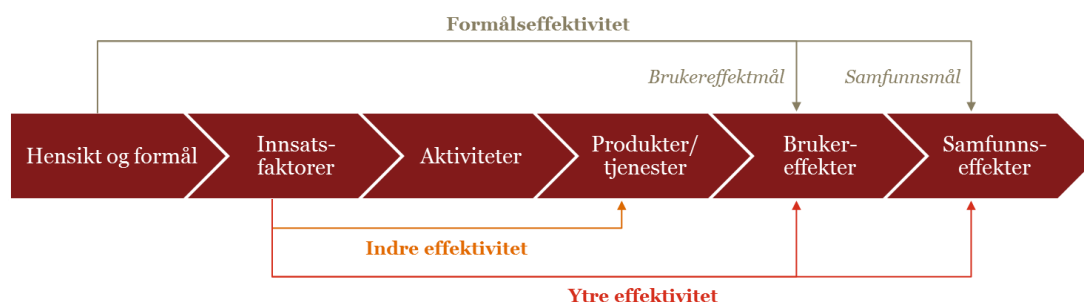 Formålseffektivitet
Brukereffektmål
Samfunnsmål
Hensikt og formål
Innsats-
faktorer
Aktiviteter
Produkter/
tjenester
Bruker-
effekter
Samfunns-
effekter
Indre effektivitet
Ytre effektivitet